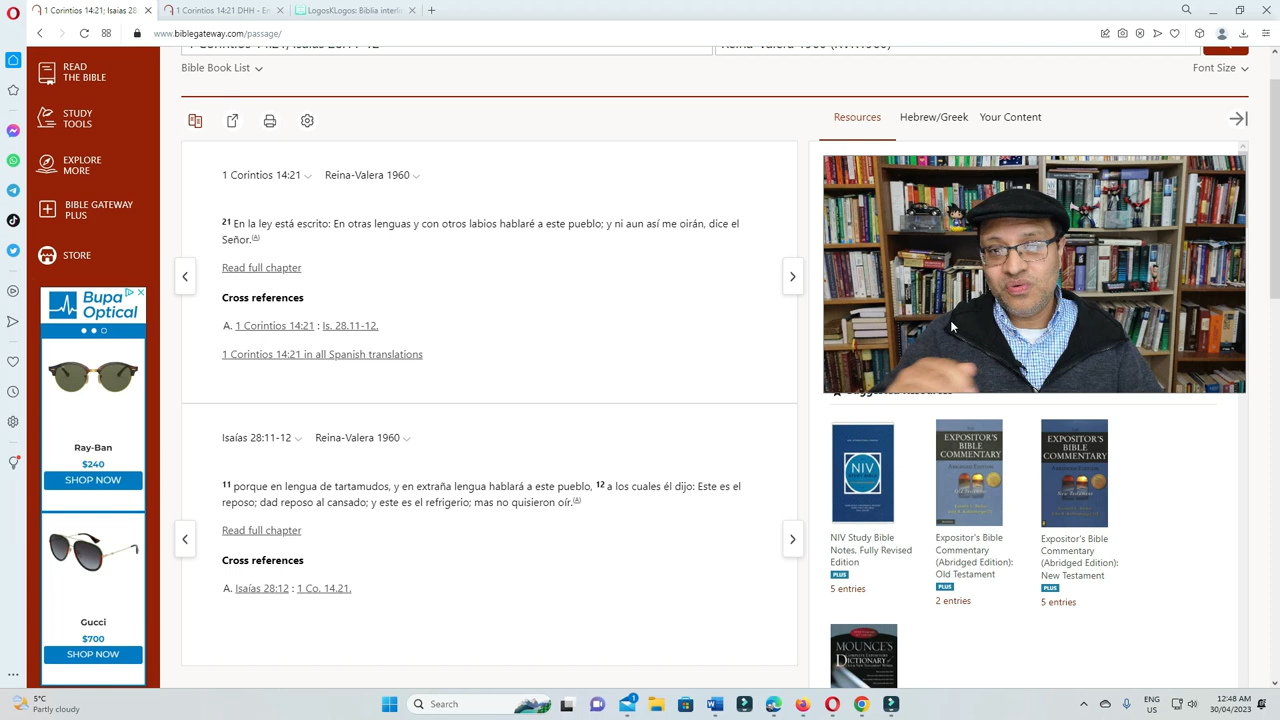 1 Corintios 14:21; Isaías 28:
1 Corintios 14:21 DHH - En
LogosKLogos: Biblia interli
www.biblegateway.com/passage/
Bible Book List
Font Size
READ
THE BIBLE
STUDY
TOOLS
EXPLORE
MORE
BIBLE GATEWAY
PLUS
STORE
Bupa
Optical
Ray-Ban
$240
SHOP NOW
Gucci
$700
SHOP NOW
1 Corintios 14:21 Reina-Valera 1960
21 En la ley está escrito: En otras lenguas y con otros labios hablaré a este pueblo; y ni aun así me oirán, dice el
Señor.(A)
Read full chapter
Cross references
A. 1 Corintios 14:21 : Is. 28.11-12.
1 Corintios 14:21 in all Spanish translations
Isaías 28:11-12 Reina-Valera 1960
11 porque en lengua de tartamudos, y en extraña lengua hablará a este pueblo, 12 a los cuales él dijo: Este es el
reposo; dad reposo al cansado; y este es el refrigerio; mas no quisieron oír.(A)
Read full chapter
Cross references
A. Isaías 28:12 : 1 Co. 14.21.
Resources Hebrew/Greek Your Content
NIV
NIV Study Bible
Notes, Fully Revised
Edition
PLUS
5 entries
EXPOSITOR'S
BIBLE
COMMENTARY
Expositor's Bible
Commentary
(Abridged Edition):
Old Testament
PLUS
2 entries
EXPOSITOR'S
BIBLE
COMMENTARY
Expositor's Bible
Commentary
(Abridged Edition):
New Testament
PLUS
5 entries
MOUNCE'S
DICTIONARY
5°C
Partly cloudy
Search
ENG
US
12:48 AM
30/04/2023